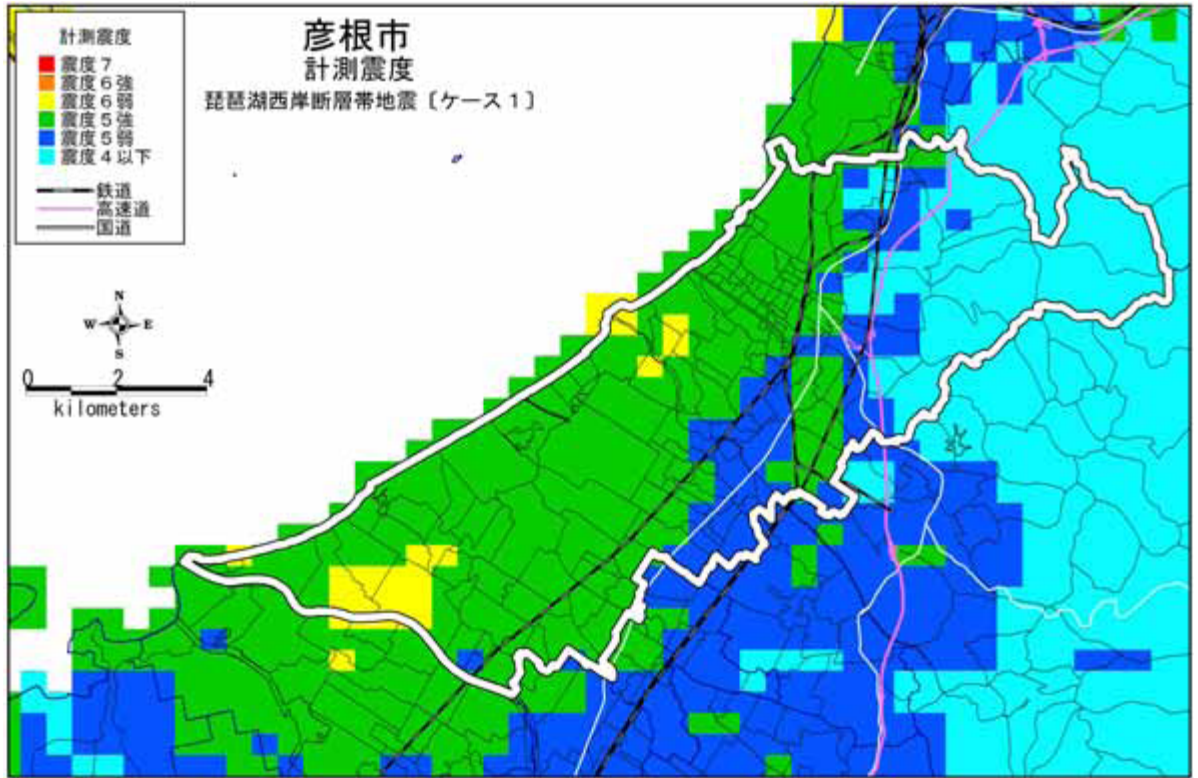 彦根市
計測震度
琵琶湖西岸断層帯地震〔ケース1〕
計測震度
震度7
震度6強
震度6弱
震度5強
震度5弱
震度4以下
鉄道
高速道
国道
N
W E
S
0 2 4
kilometers